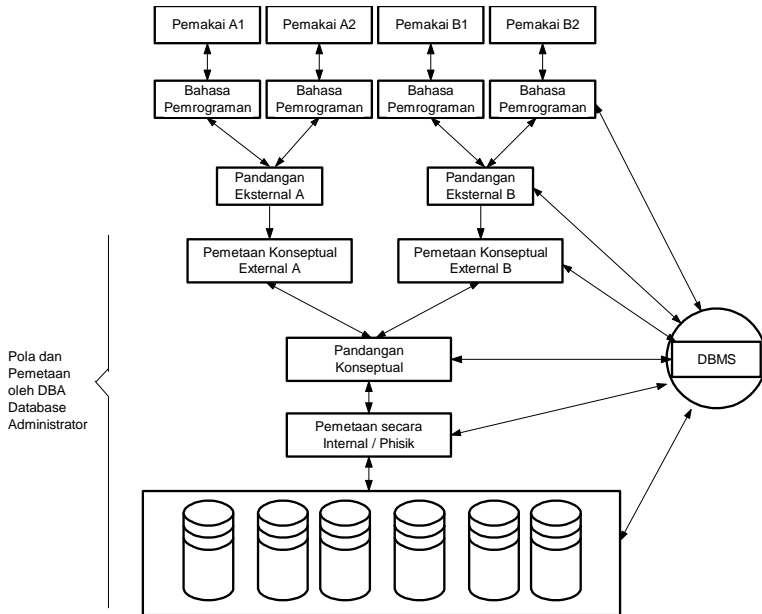 Pemakai A1
Pemakai A2
Pemakai B1
Pemakai B2
Bahasa
Pemrograman
Bahasa
Pemrograman
Bahasa
Pemrograman
Bahasa
Pemrograman
Pandangan
Eksternal A
Pandangan
Eksternal B
Pemetaan Konseptual
External A
Pemetaan Konseptual
External B
Pandangan
Konseptual
DBMS
Pola dan
Pemetaan
oleh DBA
Database
Administrator
Pemetaan secara
Internal / Phisik